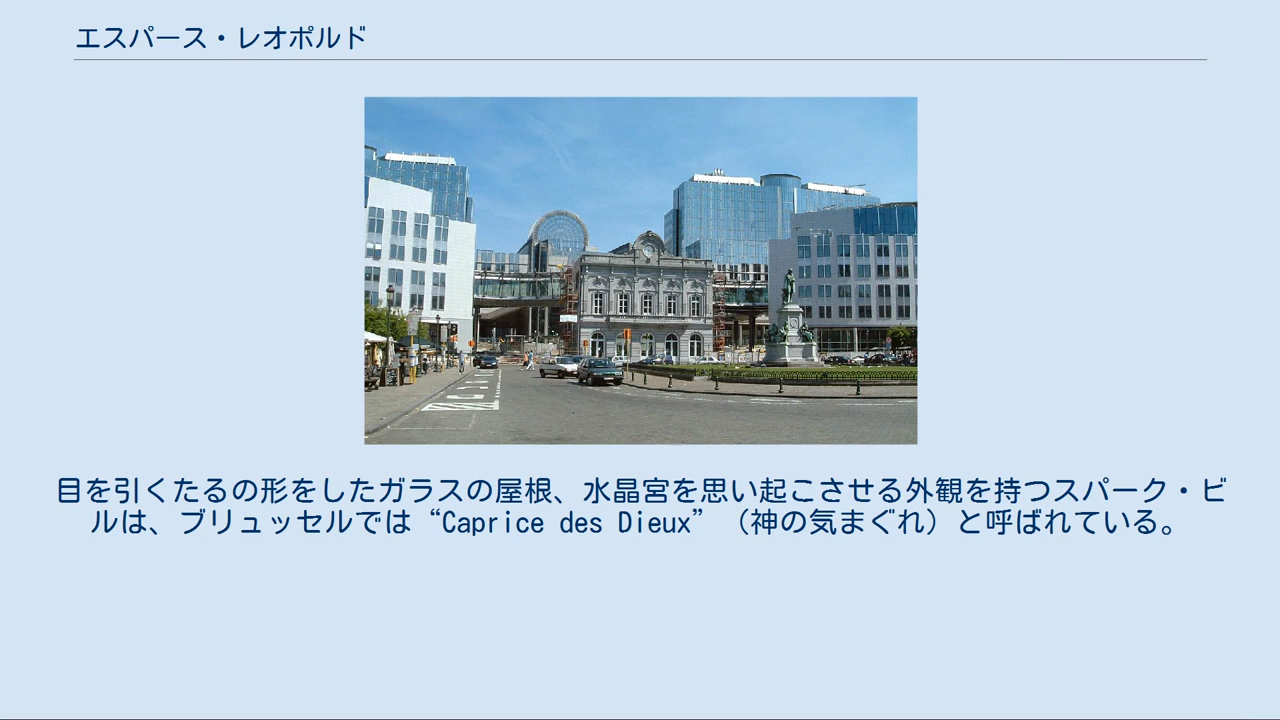 エスパース・レオポルド
目を引くたるの形をしたガラスの屋根、水晶宮を思い起こさせる外観を持つスパーク・ビ
ルは、ブリュッセルでは“Caprice des Dieux”（神の気まぐれ）と呼ばれている。